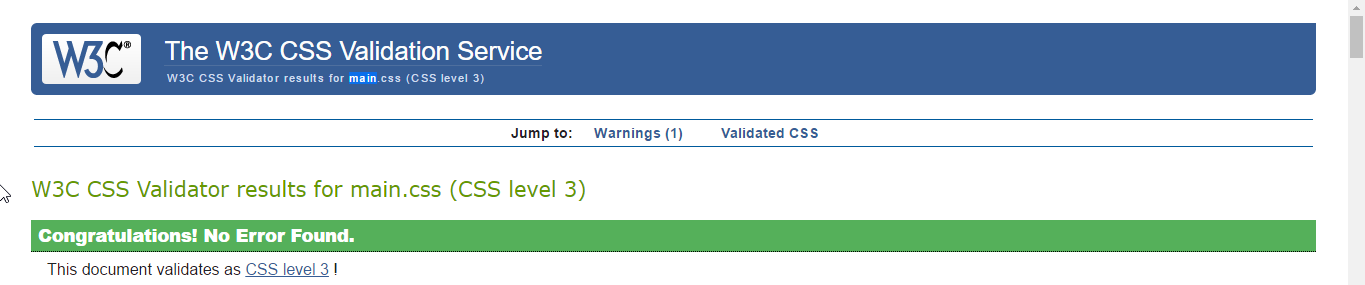 W3C®
The W3C CSS Validation Service
W3C CSS Validator results for main.css (CSS level 3)
Jump to: Warnings (1) Validated CSS
W3C CSS Validator results for main.css (CSS level 3)
Congratulations! No Error Found.
This document validates as CSS level 3 !